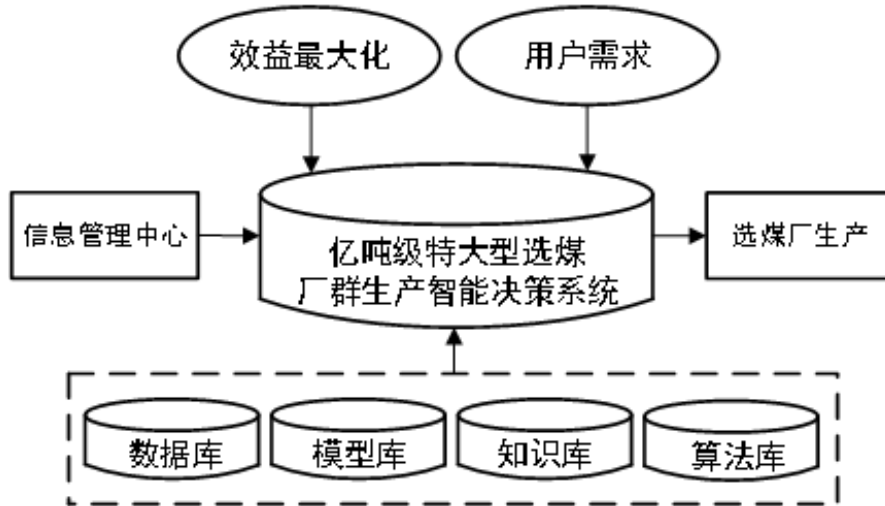 效益最大化
用户需求
信息管理中心
亿吨级特大型选煤
厂群生产智能决策系统
选煤厂生产
数据库
模型库
知识库
算法库